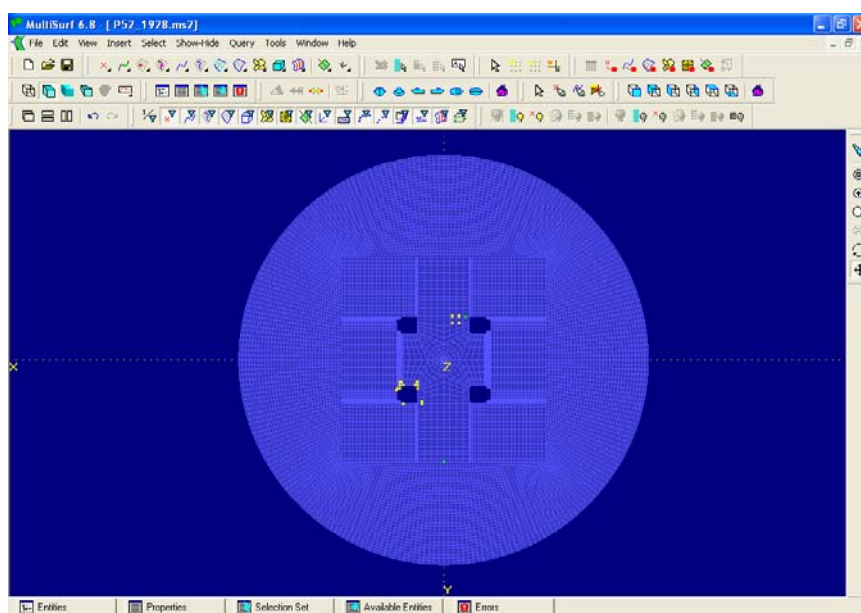 MultiSurf 6.8 - [ P52_1928.ms2]
File Edit View Insert Select Show-Hide Query Tools Window Help
Z
X
Y
Entities Properties Selection Set Available Entities Errors